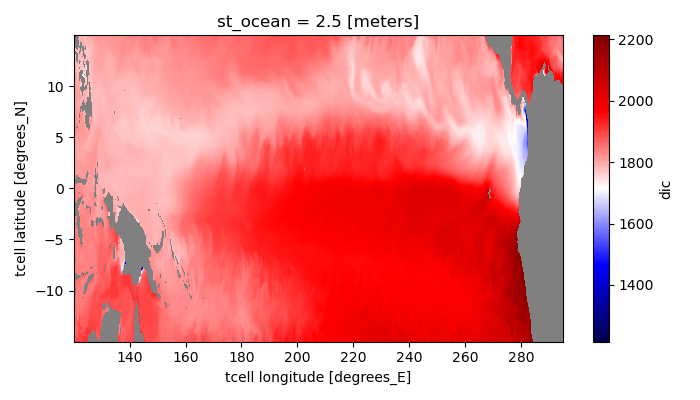 st_ocean = 2.5 [meters]
10
5
0
−5
−10
tcell latitude [degrees_N]
140 160 180 200 220 240 260 280
tcell longitude [degrees_E]
2200
2000
1800
1600
1400
dic